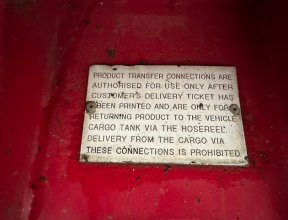 PRODUCT TRANSFER CONNECTIONS ARE
AUTHORISED FOR USE ONLY AFTER
CUSTOMER'S DELIVERY TICKET HAS
BEEN PRINTED AND ARE ONLY FOR
RETURNING PRODUCT TO THE VEHICLE
CARGO TANK VIA THE HOSEREEL.
DELIVERY FROM THE CARGO VIA
THESE CONNECTIONS IS PROHIBITED